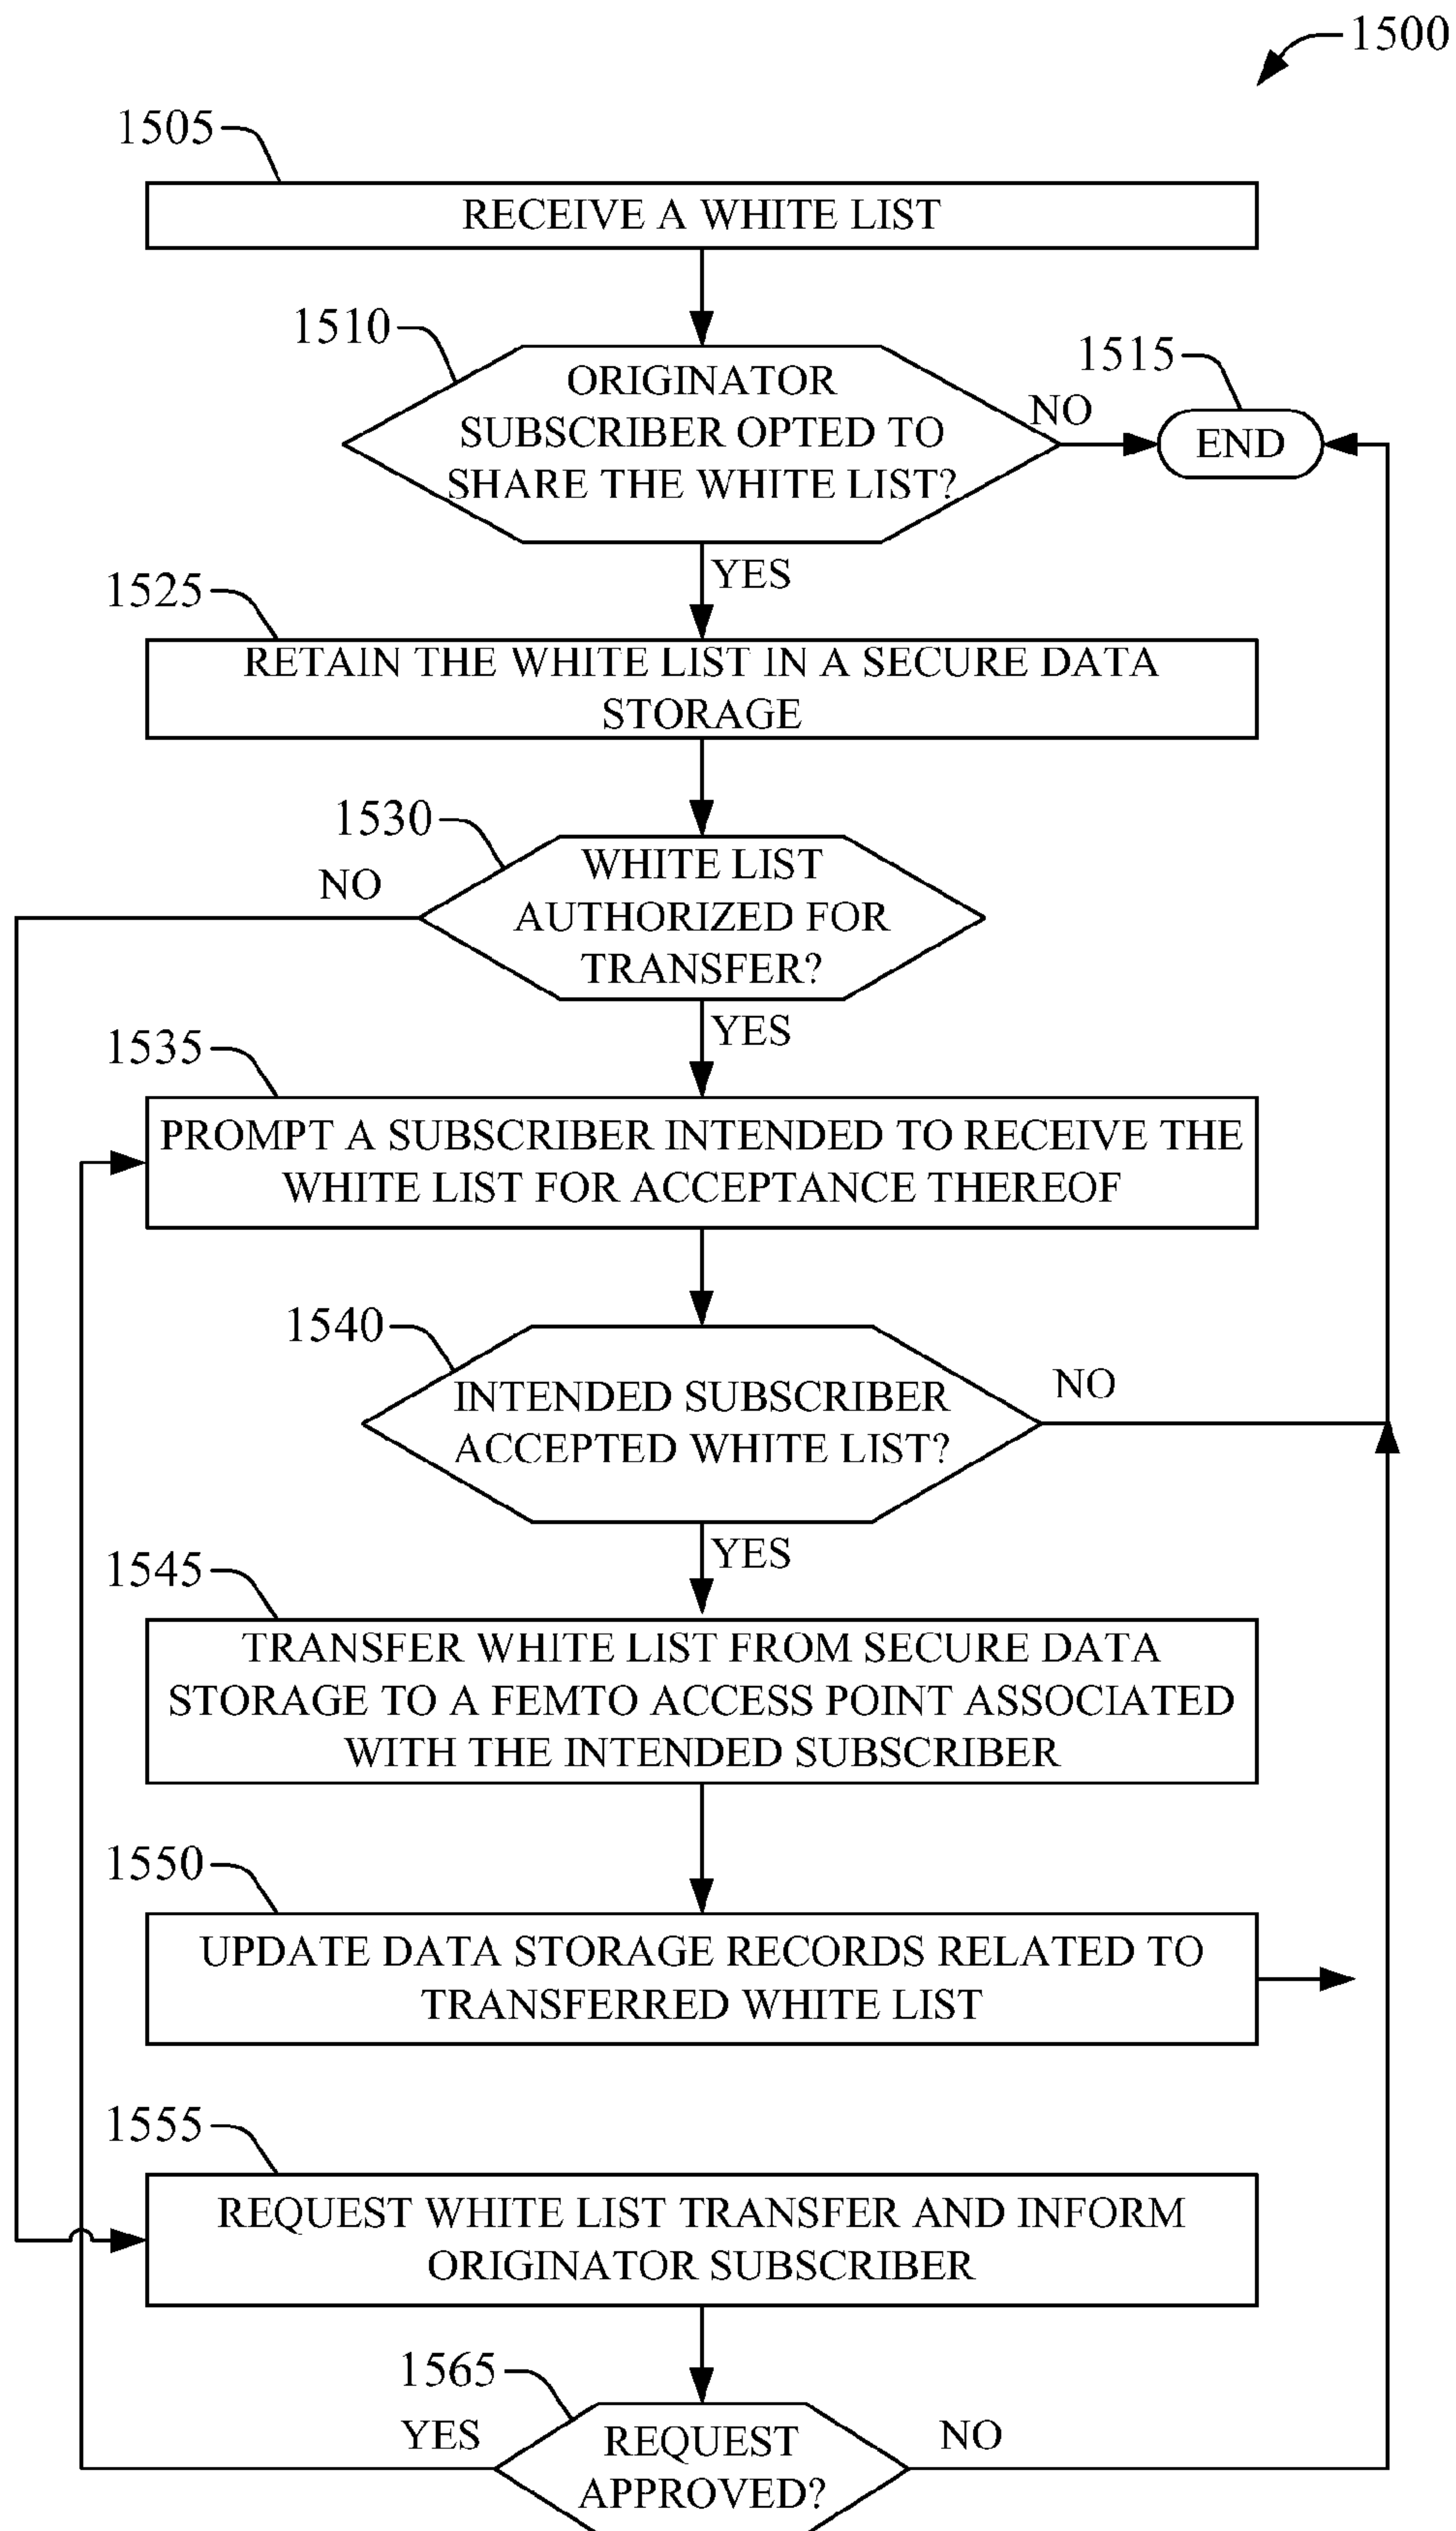 1500
1505
RECEIVE A WHITE LIST
1510
ORIGINATOR
SUBSCRIBER OPTED TO
SHARE THE WHITE LIST?
NO
1515
END
YES
1525
RETAIN THE WHITE LIST IN A SECURE DATA
STORAGE
1530
NO
WHITE LIST
AUTHORIZED FOR
TRANSFER?
YES
1535
PROMPT A SUBSCRIBER INTENDED TO RECEIVE THE
WHITE LIST FOR ACCEPTANCE THEREOF
1540
INTENDED SUBSCRIBER
ACCEPTED WHITE LIST?
NO
YES
1545
TRANSFER WHITE LIST FROM SECURE DATA
STORAGE TO A FEMTO ACCESS POINT ASSOCIATED
WITH THE INTENDED SUBSCRIBER
1550
UPDATE DATA STORAGE RECORDS RELATED TO
TRANSFERRED WHITE LIST
1555
REQUEST WHITE LIST TRANSFER AND INFORM
ORIGINATOR SUBSCRIBER
1565
YES
REQUEST
APPROVED?
NO